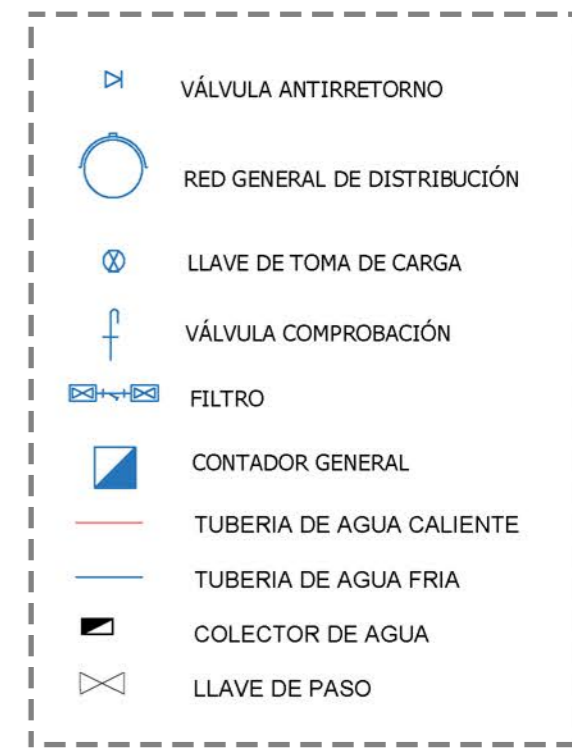 VÁLVULA ANTIRRETORNO
RED GENERAL DE DISTRIBUCIÓN
LLAVE DE TOMA DE CARGA
VÁLVULA COMPROBACIÓN
FILTRO
CONTADOR GENERAL
TUBERIA DE AGUA CALIENTE
TUBERIA DE AGUA FRIA
COLECTOR DE AGUA
LLAVE DE PASO